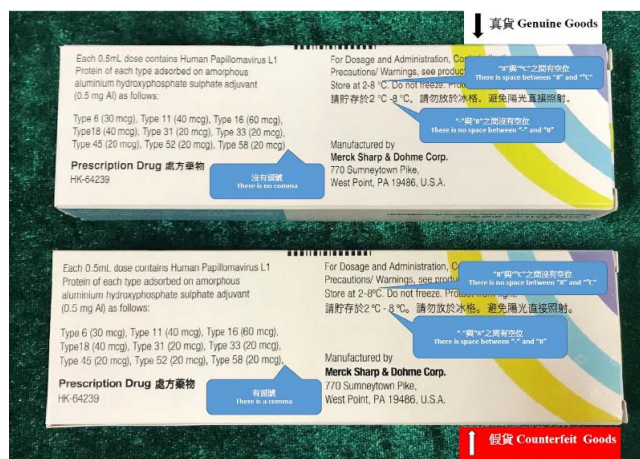 真貨 Genuine Goods
Each 0.5mL dose contains Human Papillomavirus L1
Protein of each type adsorbed on amorphous
aluminium hydroxyphosphate sulphate adjuvant
(0.5 mg Al) as follows:
Type 6 (30 mcg), Type 11 (40 mcg), Type 16 (60 mcg),
Type18 (40 mcg), Type 31 (20 mcg), Type 33 (20 mcg),
Type 45 (20 mcg), Type 52 (20 mcg), Type 58 (20 mcg)
Prescription Drug 處方藥物
HK-64239
沒有逗號
There is no comma
For Dosage and Administration,
Precautions/ Warnings, see
Store at 2-8 °C. Do not freeze.
請貯存於2 °C -8 °C。請勿放於冰格。避免陽光直接照射。
"8"與"°C"之間有空位
There is space between "8" and "°C"
"-"與"8"之間沒有空位
There is no space between "-" and "8"
Manufactured by
Merck Sharp & Dohme Corp.
770 Sumneytown Pike,
West Point, PA 19486, U.S.A.
Each 0.5mL dose contains Human Papillomavirus L1
Protein of each type adsorbed on amorphous
aluminium hydroxyphosphate sulphate adjuvant
(0.5 mg Al) as follows:
Type 6 (30 mcg), Type 11 (40 mcg), Type 16 (60 mcg),
Type18 (40 mcg), Type 31 (20 mcg), Type 33 (20 mcg),
Type 45 (20 mcg), Type 52 (20 mcg), Type 58 (20 mcg),
Prescription Drug 處方藥物
HK-64239
有逗號
There is a comma
For Dosage and Administration,
Precautions/ Warnings, see
Store at 2-8°C. Do not freeze.
請貯存於2 °C - 8 °C。請勿放於冰格。避免陽光直接照射。
"8"與"°C"之間沒有空位
There is no space between "8" and "°C"
"-"與"8"之間有空位
There is space between "-" and "8"
Manufactured by
Merck Sharp & Dohme Corp.
770 Sumneytown Pike,
West Point, PA 19486, U.S.A.
假貨 Counterfeit Goods